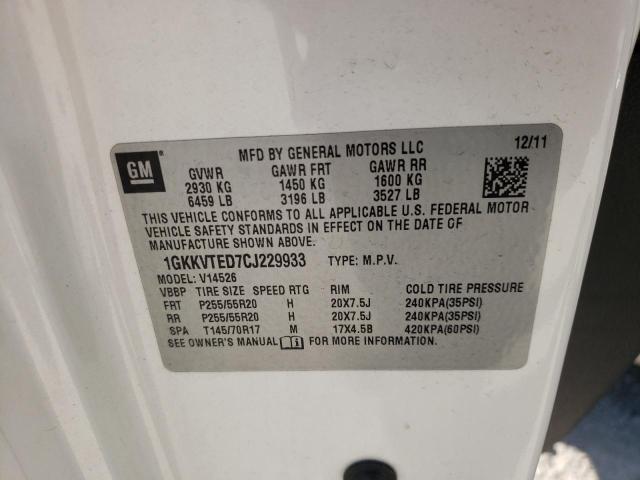 MFD BY GENERAL MOTORS LLC 12/11
GM
GVWR GAWR FRT GAWR RR
2930 KG 1450 KG 1600 KG
6459 LB 3196 LB 3527 LB
THIS VEHICLE CONFORMS TO ALL APPLICABLE U.S. FEDERAL MOTOR
VEHICLE SAFETY STANDARDS IN EFFECT ON THE DATE OF
MANUFACTURE SHOWN ABOVE.
1GKKVTED7CJ229933 TYPE: M.P.V.
MODEL: V14526
VBBP TIRE SIZE SPEED RTG RIM COLD TIRE PRESSURE
FRT P255/55R20 H 20X7.5J 240KPA(35PSI)
RR P255/55R20 H 20X7.5J 240KPA(35PSI)
SPA T145/70R17 M 17X4.5B 420KPA(60PSI)
SEE OWNER'S MANUAL FOR MORE INFORMATION.